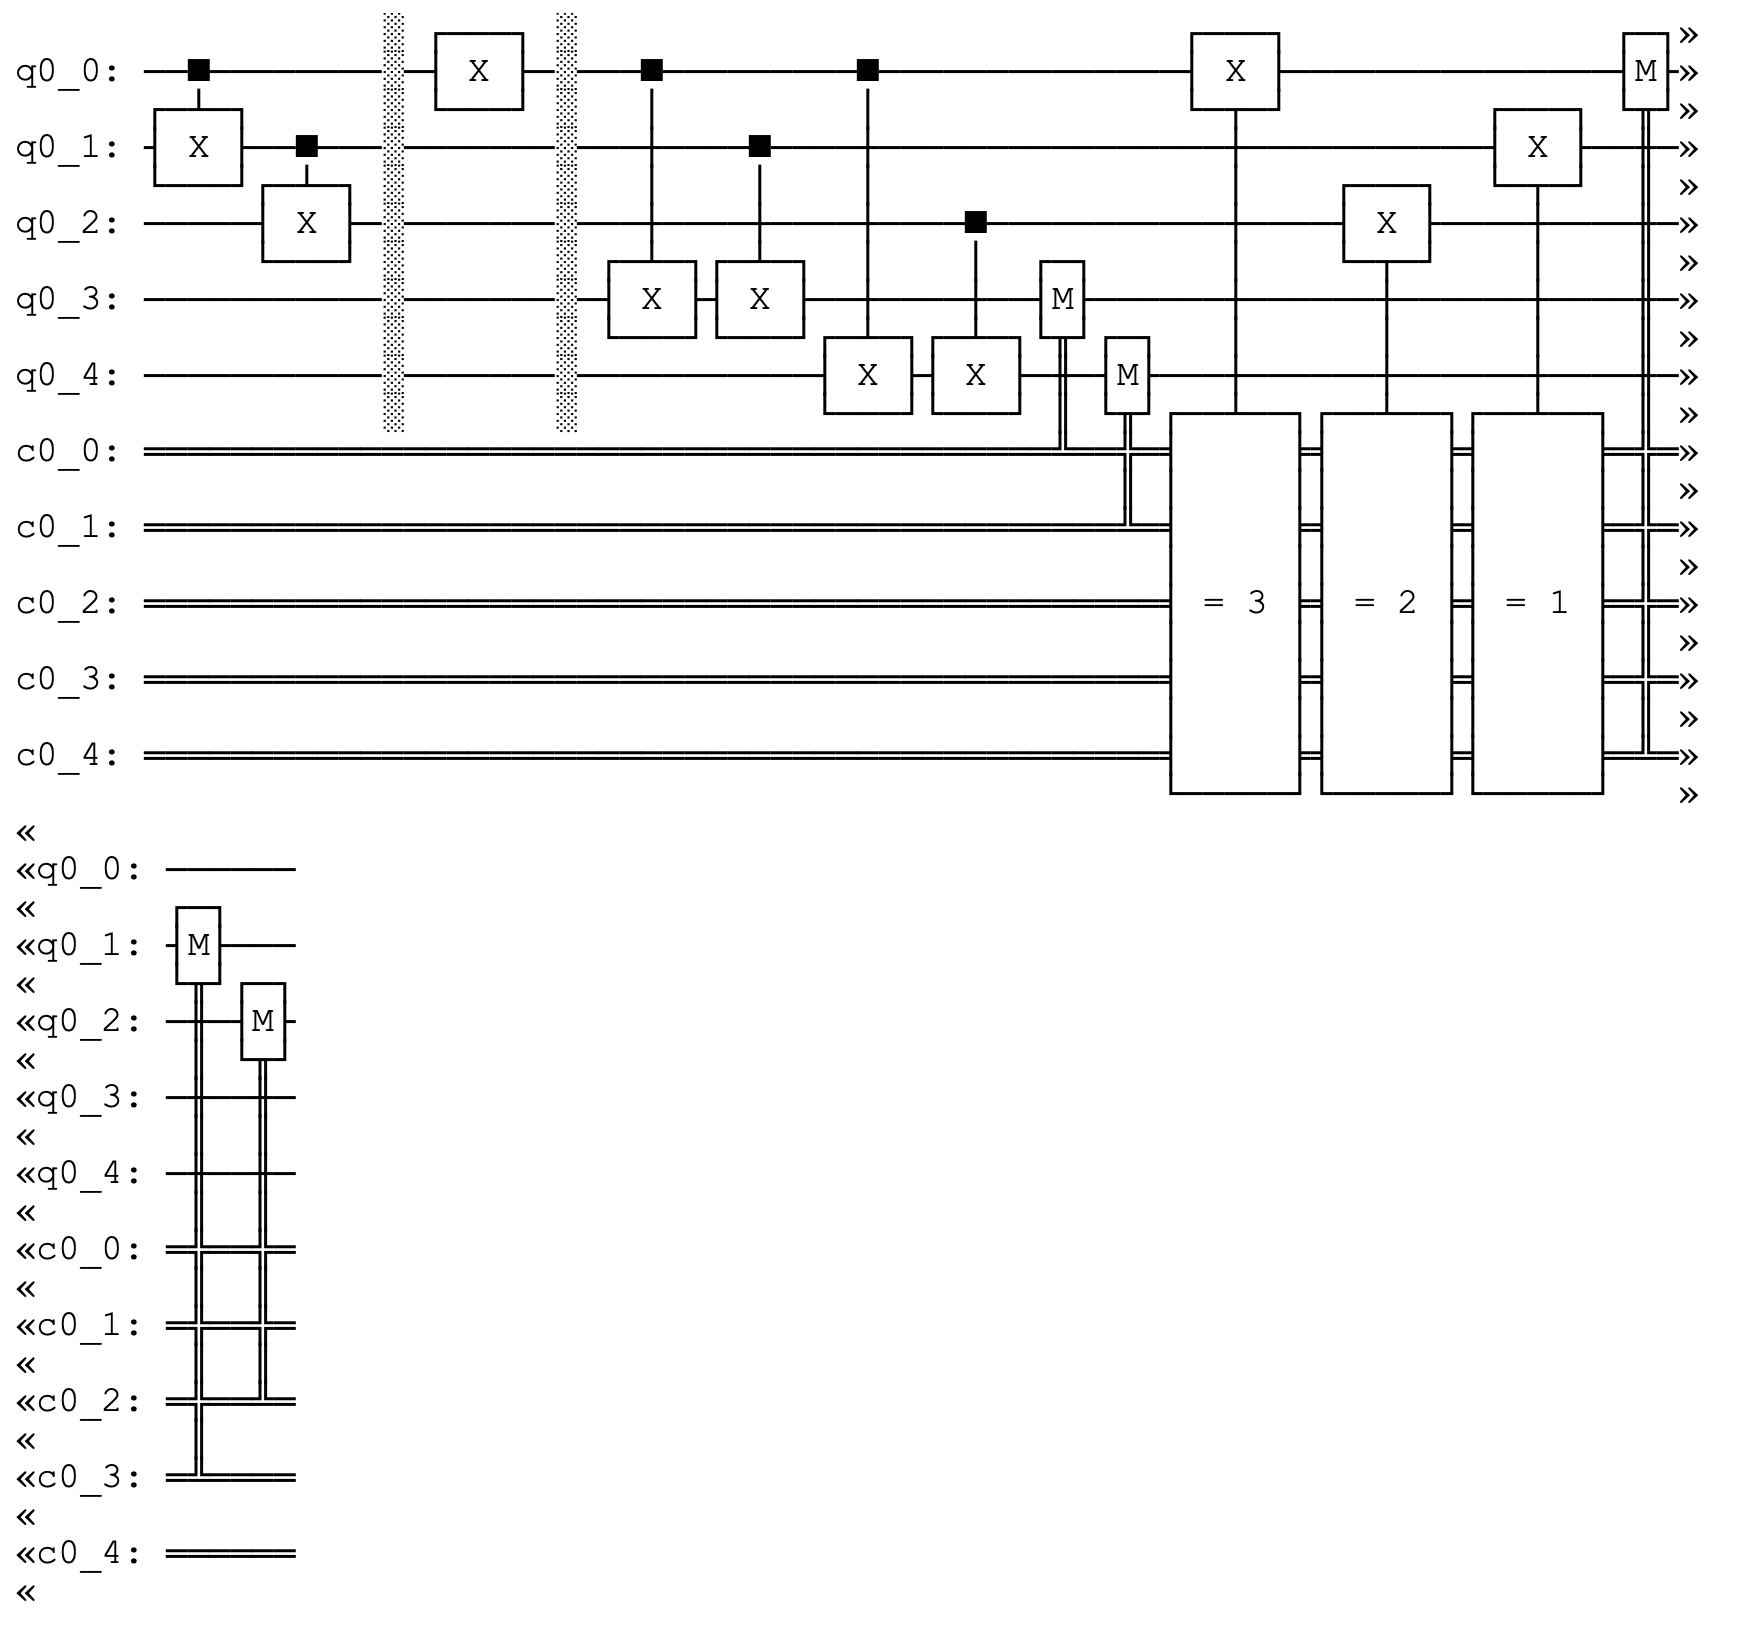 »
q0_0: X X M »
»
q0_1: X X »
»
q0_2: X X »
»
q0_3: X X M »
»
q0_4: X X M »
»
c0_0: »
»
c0_1: »
»
c0_2: = 3 = 2 = 1 »
»
c0_3: »
»
c0_4: »
»
«
«q0_0:
«
«q0_1: M
«
«q0_2: M
«
«q0_3:
«
«q0_4:
«
«c0_0:
«
«c0_1:
«
«c0_2:
«
«c0_3:
«
«c0_4:
«